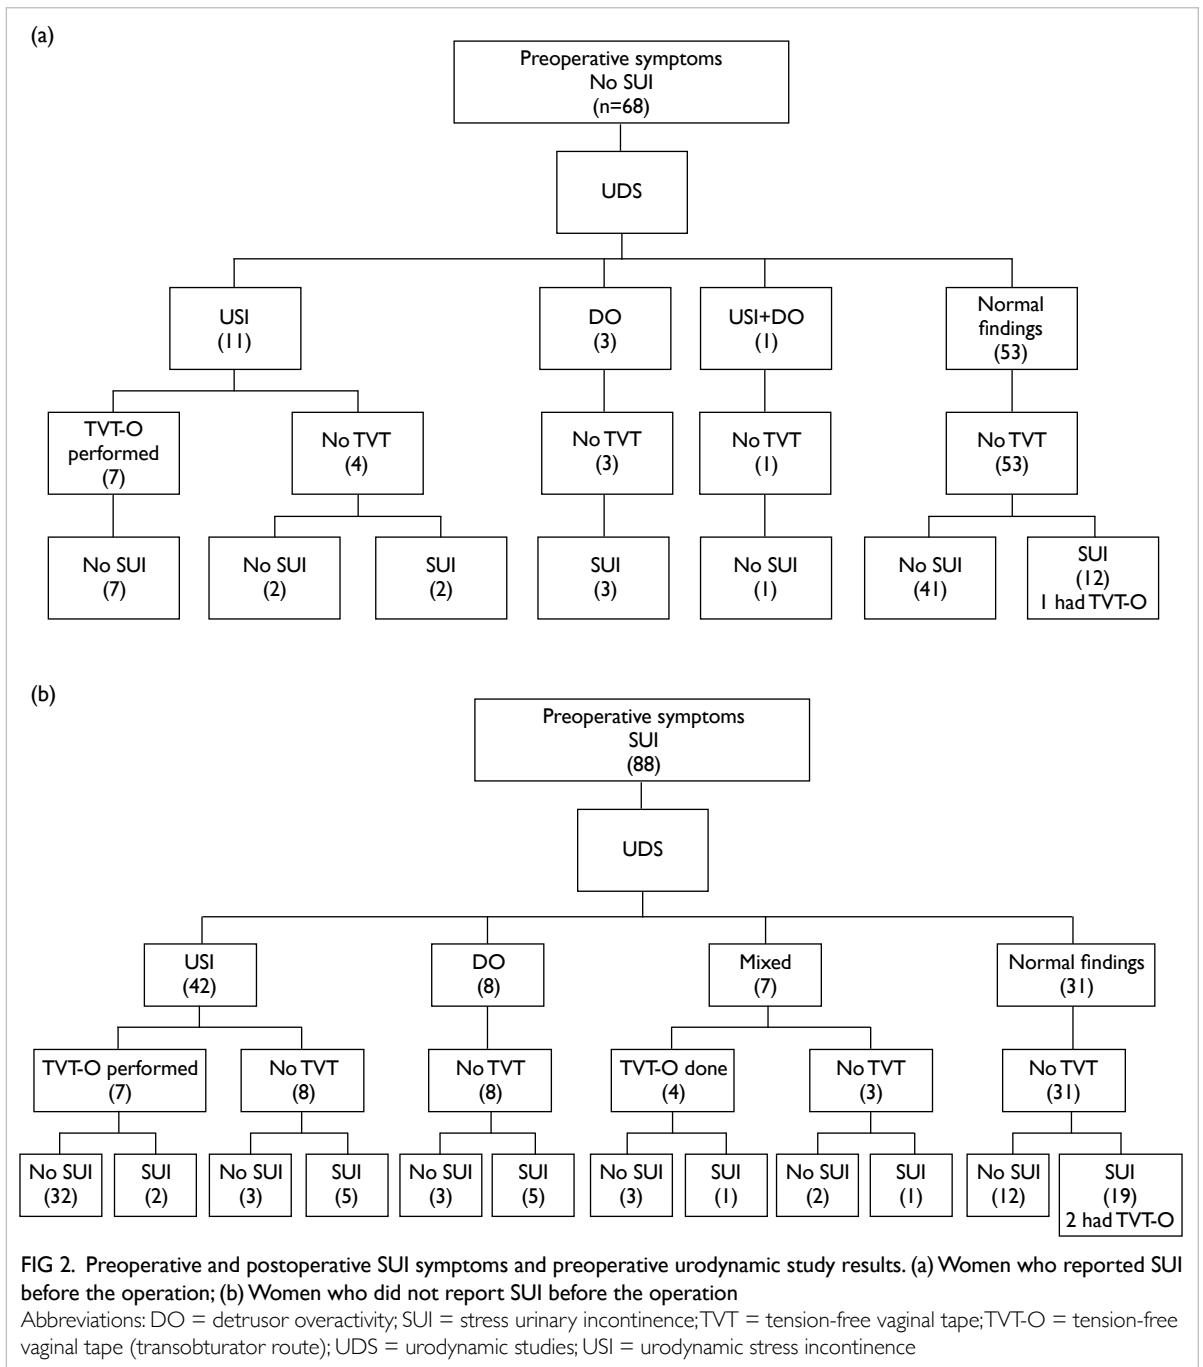 (a)
Preoperative symptoms
No SUI
(n=68)
UDS
USI
(11)
DO
(3)
USI+DO
(1)
Normal
findings
(53)
TVT-O
performed
(7)
No TVT
(4)
No TVT
(3)
No TVT
(1)
No TVT
(53)
No SUI
(7)
No SUI
(2)
SUI
(2)
SUI
(3)
No SUI
(1)
No SUI
(41)
SUI
(12)
1 had TVT-O
(b)
Preoperative symptoms
SUI
(88)
UDS
USI
(42)
DO
(8)
Mixed
(7)
Normal findings
(31)
TVT-O performed
(7)
No TVT
(8)
No TVT
(8)
TVT-O done
(4)
No TVT
(3)
No TVT
(31)
No SUI
(32)
SUI
(2)
No SUI
(3)
SUI
(5)
No SUI
(3)
SUI
(5)
No SUI
(3)
SUI
(1)
No SUI
(2)
SUI
(1)
No SUI
(12)
SUI
(19)
2 had TVT-O
FIG 2. Preoperative and postoperative SUI symptoms and preoperative urodynamic study results. (a) Women who reported SUI
before the operation; (b) Women who did not report SUI before the operation
Abbreviations: DO = detrusor overactivity; SUI = stress urinary incontinence; TVT = tension-free vaginal tape; TVT-O = tension-free
vaginal tape (transobturator route); UDS = urodynamic studies; USI = urodynamic stress incontinence